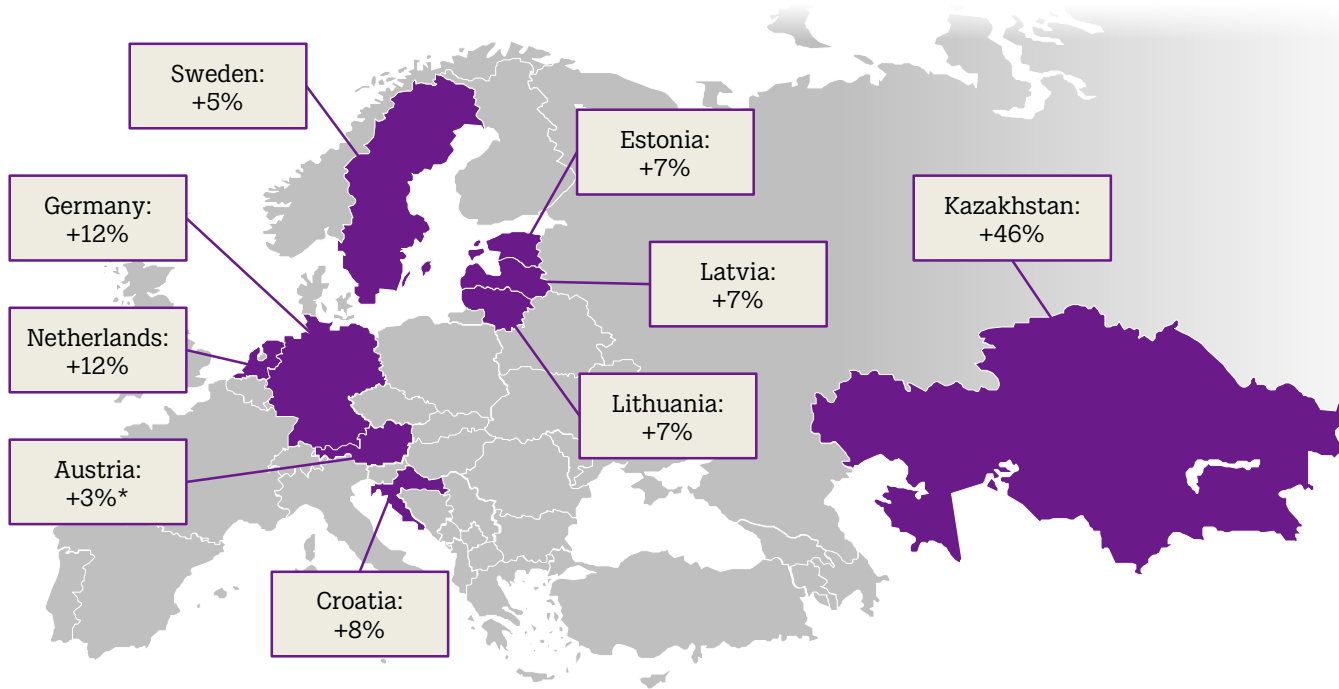 Sweden:
+5%
Estonia:
+7%
Germany:
+12%
Kazakhstan:
+46%
Latvia:
+7%
Netherlands:
+12%
Lithuania:
+7%
Austria:
+3%*
Croatia:
+8%